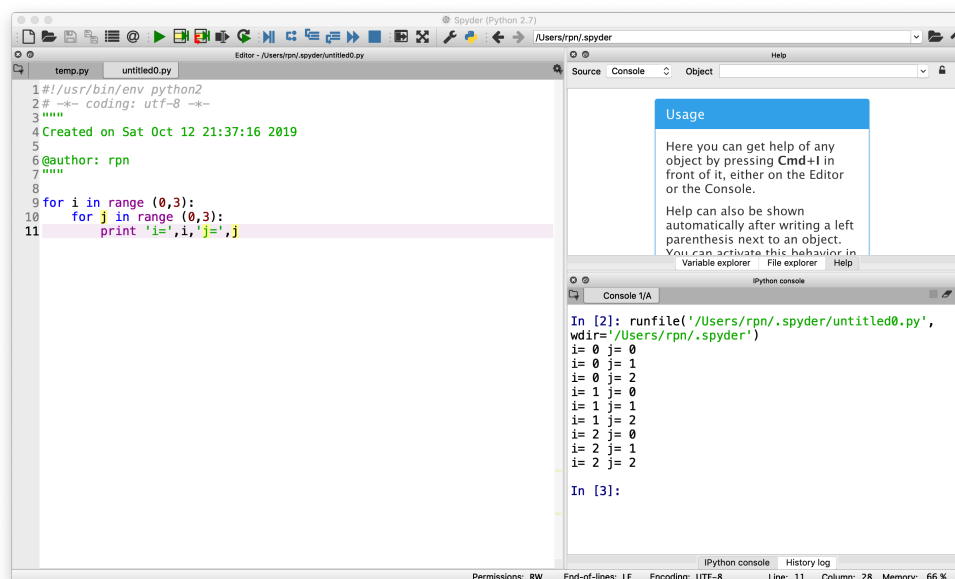 Spyder (Python 2.7)
/Users/rpn/.spyder
Editor - /Users/rpn/.spyder/untitled0.py
temp.py untitled0.py
1 #!/usr/bin/env python2
2 # -*- coding: utf-8 -*-
3 """
4 Created on Sat Oct 12 21:37:16 2019
5
6 @author: rpn
7 """
8
9 for i in range (0,3):
10     for j in range (0,3):
11         print 'i=',i,'j=',j
Help
Source Console Object
Usage
Here you can get help of any
object by pressing Cmd+I in
front of it, either on the Editor
or the Console.
Help can also be shown
automatically after writing a left
parenthesis next to an object.
You can activate this behavior in
Variable explorer File explorer Help
IPython console
Console 1/A
In [2]: runfile('/Users/rpn/.spyder/untitled0.py',
wdir='/Users/rpn/.spyder')
i= 0 j= 0
i= 0 j= 1
i= 0 j= 2
i= 1 j= 0
i= 1 j= 1
i= 1 j= 2
i= 2 j= 0
i= 2 j= 1
i= 2 j= 2
In [3]:
IPython console History log
Permissions: RW End-of-lines: LF Encoding: UTF-8 Line: 11 Column: 28 Memory: 66 %